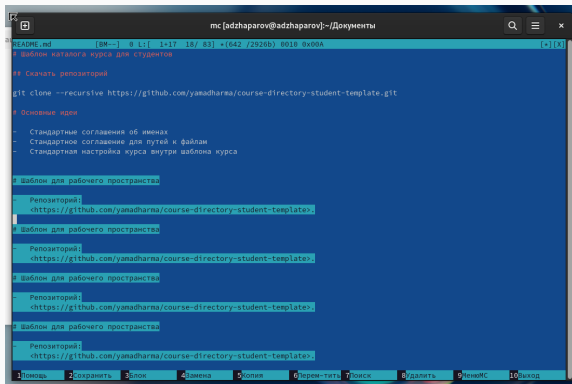 mc [adzhaparov@adzhaparov]:~/Документы
README.md [BM--] 0 L:[ 1+17 18/ 83] *(642 /2926b) 0010 0x00A [*][X]
# Шаблон каталога курса для студентов
## Скачать репозиторий
git clone --recursive https://github.com/yamadharma/course-directory-student-template.git
# Основные идеи
- Стандартные соглашения об именах
- Стандартное соглашение для путей к файлам
- Стандартная настройка курса внутри шаблона курса
# Шаблон для рабочего пространства
- Репозиторий:
<https://github.com/yamadharma/course-directory-student-template>.
# Шаблон для рабочего пространства
- Репозиторий:
<https://github.com/yamadharma/course-directory-student-template>.
# Шаблон для рабочего пространства
- Репозиторий:
<https://github.com/yamadharma/course-directory-student-template>.
# Шаблон для рабочего пространства
- Репозиторий:
<https://github.com/yamadharma/course-directory-student-template>.
1Помощь 2Сохранить 3Блок 4Замена 5Копия 6Перем-тить 7Поиск 8Удалить 9МенюMC 10Выход